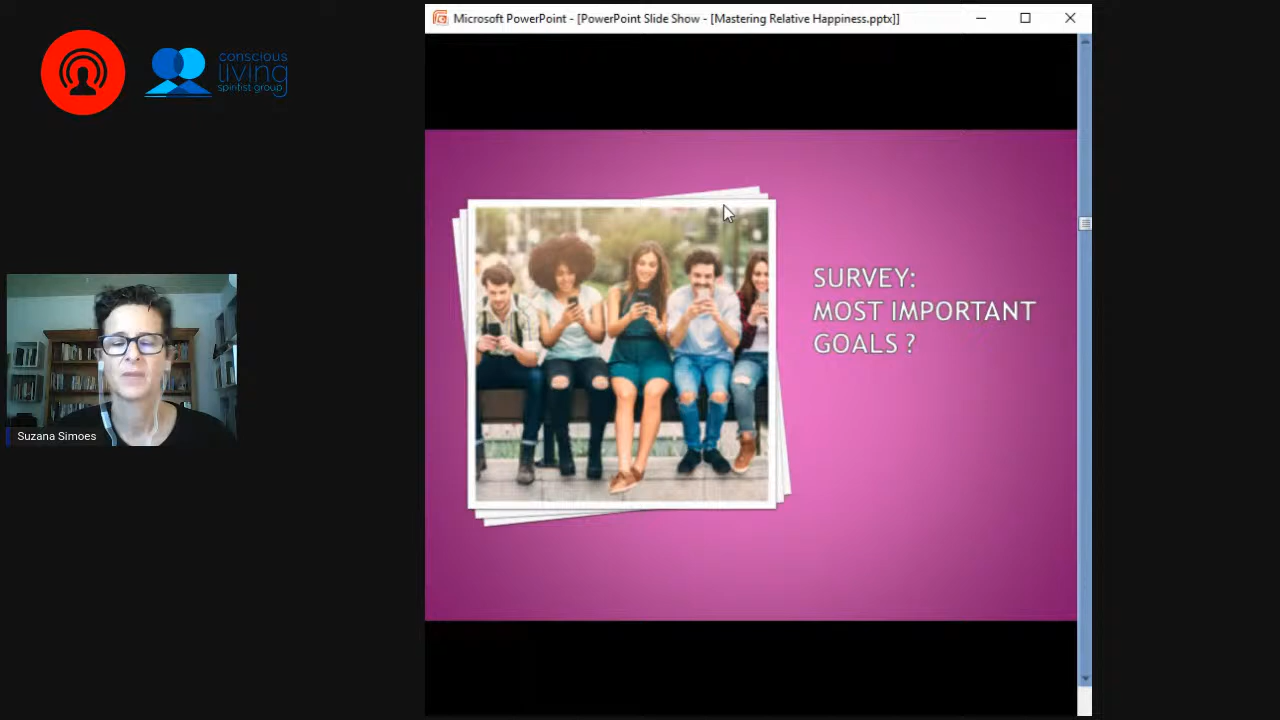 Microsoft PowerPoint - [PowerPoint Slide Show - [Mastering Relative Happiness.pptx]]
conscious
living
spiritist group
SURVEY:
MOST IMPORTANT
GOALS ?
Suzana Simoes